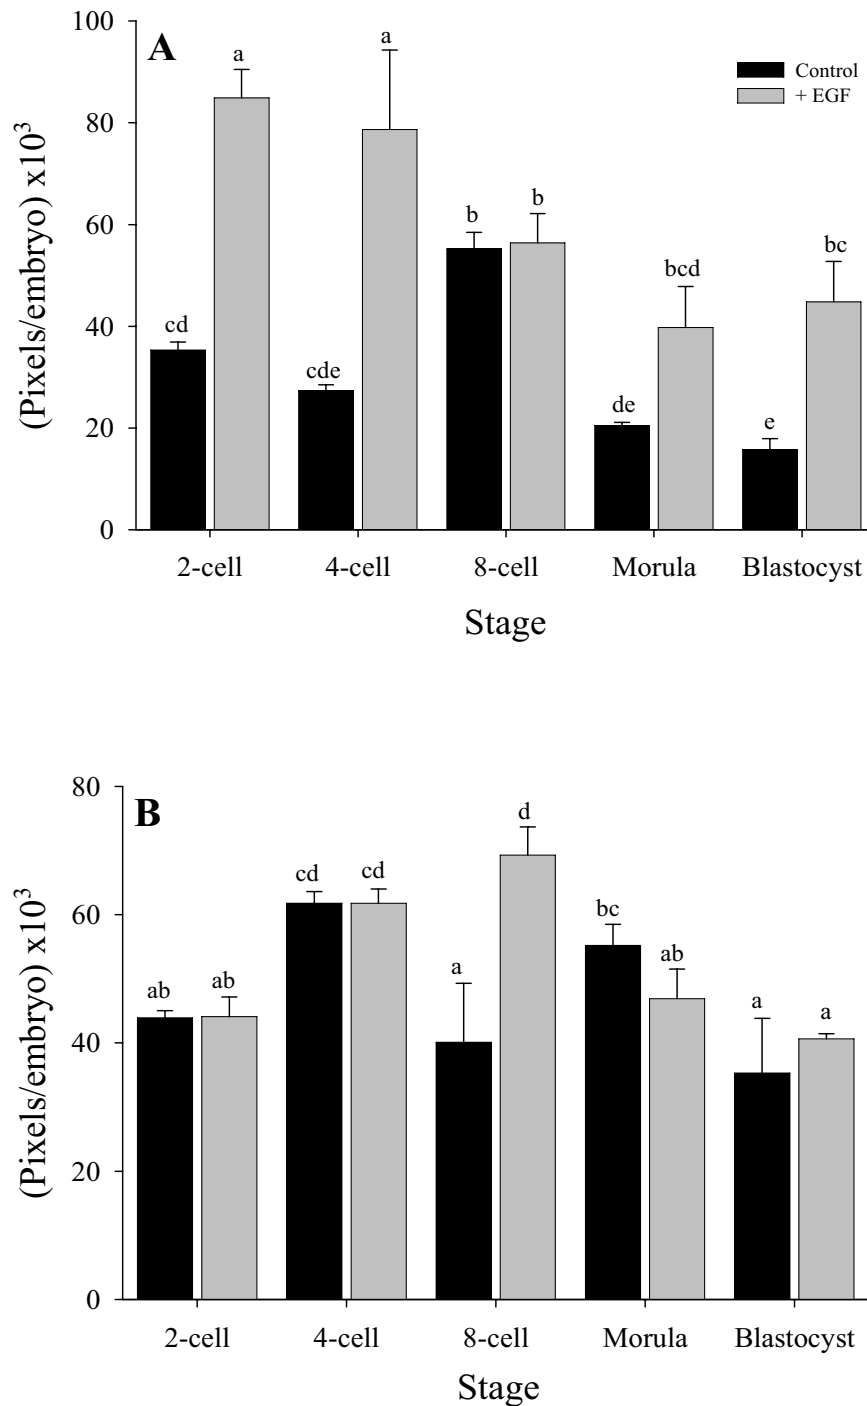 A
Control
+ EGF
(Pixels/embryo) x10³
100
80
60
40
20
0
a
a
b
b
bcd
bc
cd
cde
de
e
2-cell
4-cell
8-cell
Morula
Blastocyst
Stage
B
(Pixels/embryo) x10³
80
60
40
20
0
ab
ab
cd
cd
a
d
bc
ab
a
a
2-cell
4-cell
8-cell
Morula
Blastocyst
Stage